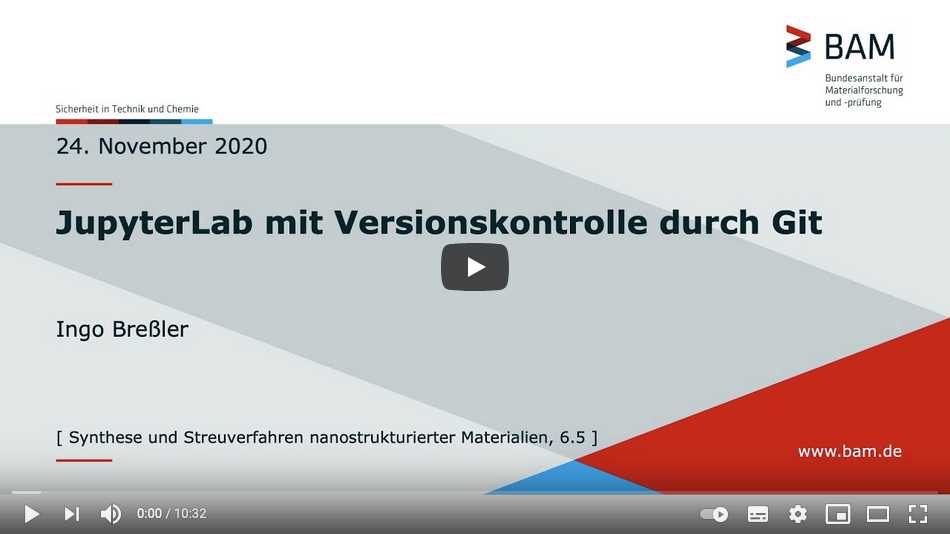 BAM
Bundesanstalt für
Materialforschung
und -prüfung
Sicherheit in Technik und Chemie
24. November 2020
JupyterLab mit Versionskontrolle durch Git
Ingo Breßler
[ Synthese und Streuverfahren nanostrukturierter Materialien, 6.5 ]
www.bam.de
0:00 / 10:32